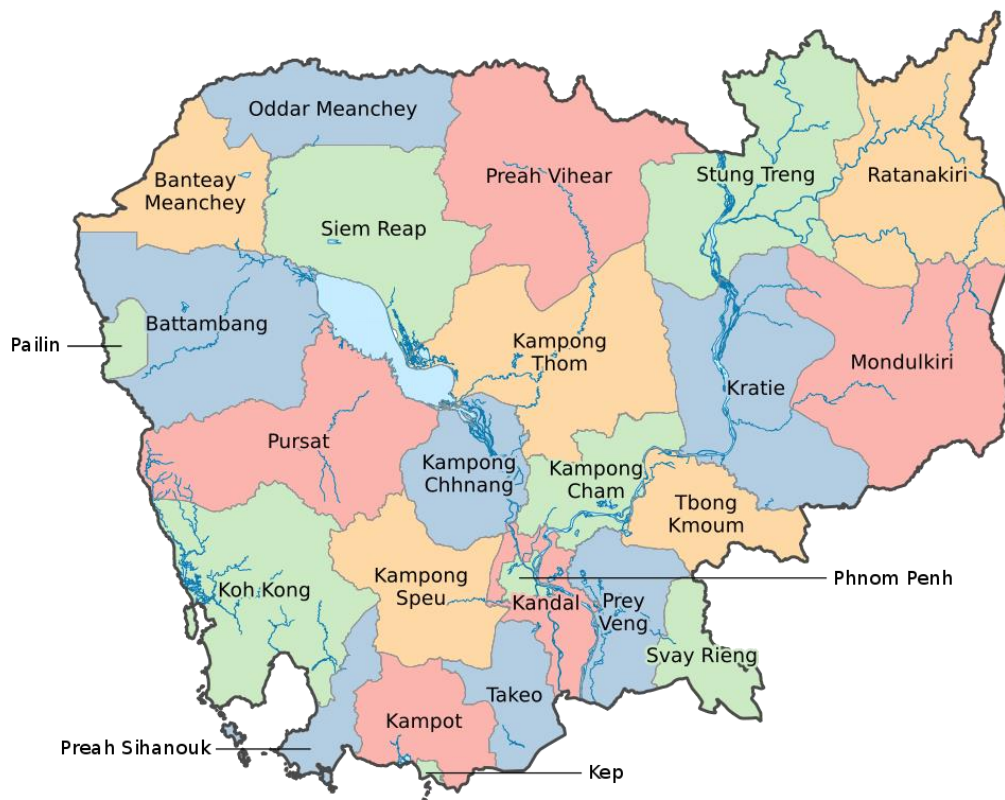 Oddar Meanchey
Preah Vihear
Stung Treng
Ratanakiri
Banteay
Meanchey
Siem Reap
Battambang
Pailin
Kampong
Thom
Kratie
Mondulkiri
Pursat
Kampong
Chhnang
Kampong
Cham
Tbong
Kmoum
Koh Kong
Kampong
Speu
Kandal
Phnom Penh
Prey
Veng
Svay Rieng
Takeo
Kampot
Preah Sihanouk
Kep